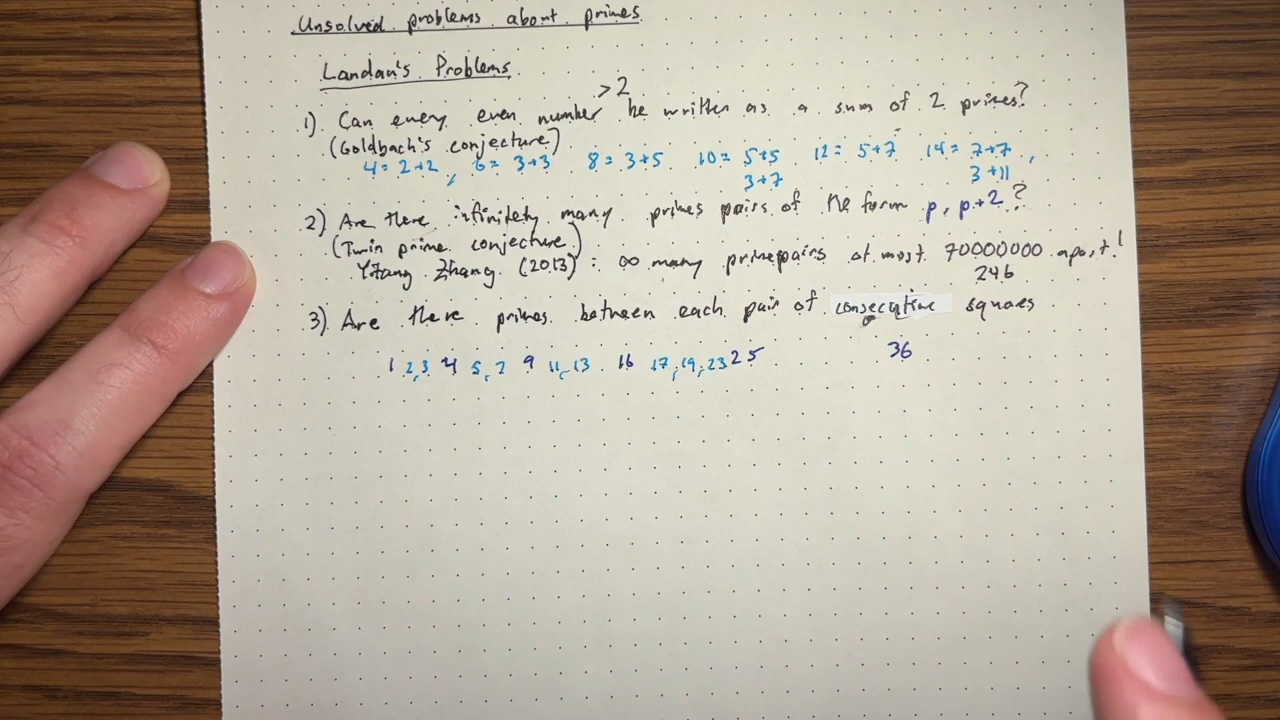 Unsolved problems about primes
Landau's Problems
1) Can every even number >2 be written as a sum of 2 primes?
(Goldbach's conjecture)
4=2+2, 6=3+3 8=3+5 10=5+5 12=5+7 14=7+7,
3+7 3+11
2) Are there infinitely many primes pairs of the form p, p+2?
(Twin prime conjecture)
Yitang Zhang (2013): ∞ many prime pairs at most 70000000 apart!
246
3) Are there primes between each pair of consecutive squares
1 2,3 4 5,7 9 11,13 16 17,19,23 25 36